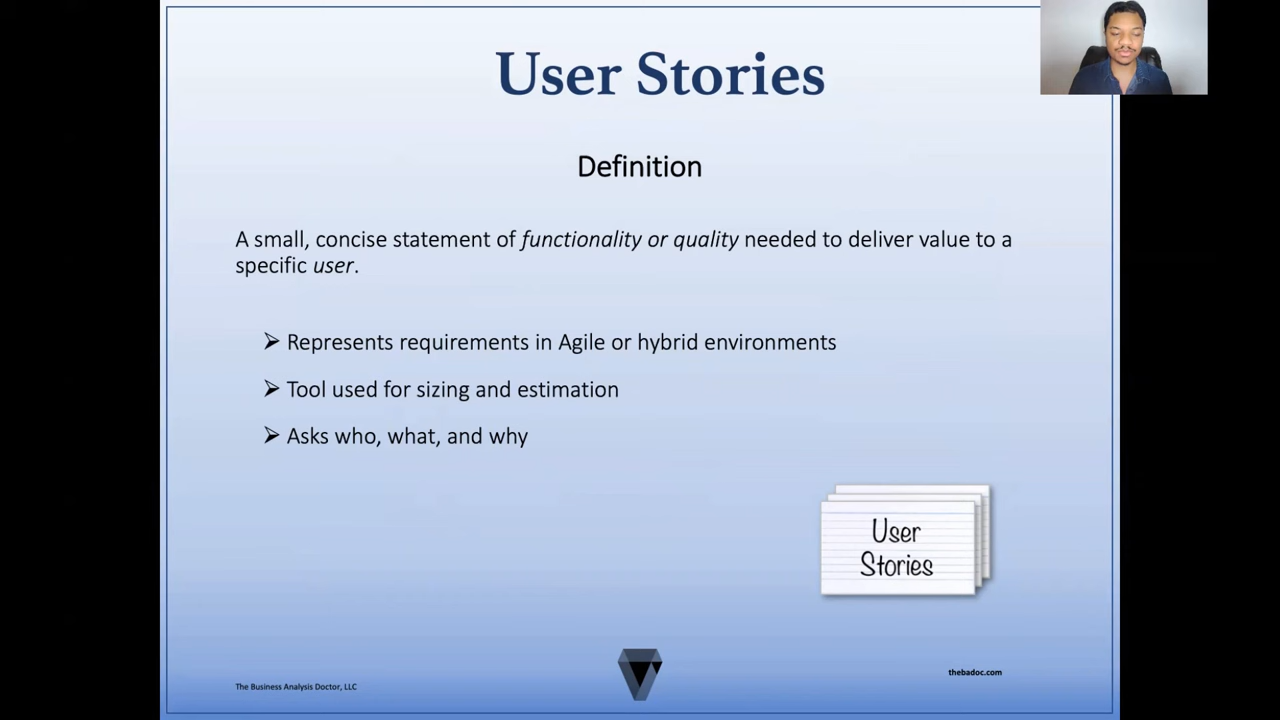 User Stories
Definition
A small, concise statement of functionality or quality needed to deliver value to a
specific user.
Represents requirements in Agile or hybrid environments
Tool used for sizing and estimation
Asks who, what, and why
User
Stories
The Business Analysis Doctor, LLC
thebadoc.com